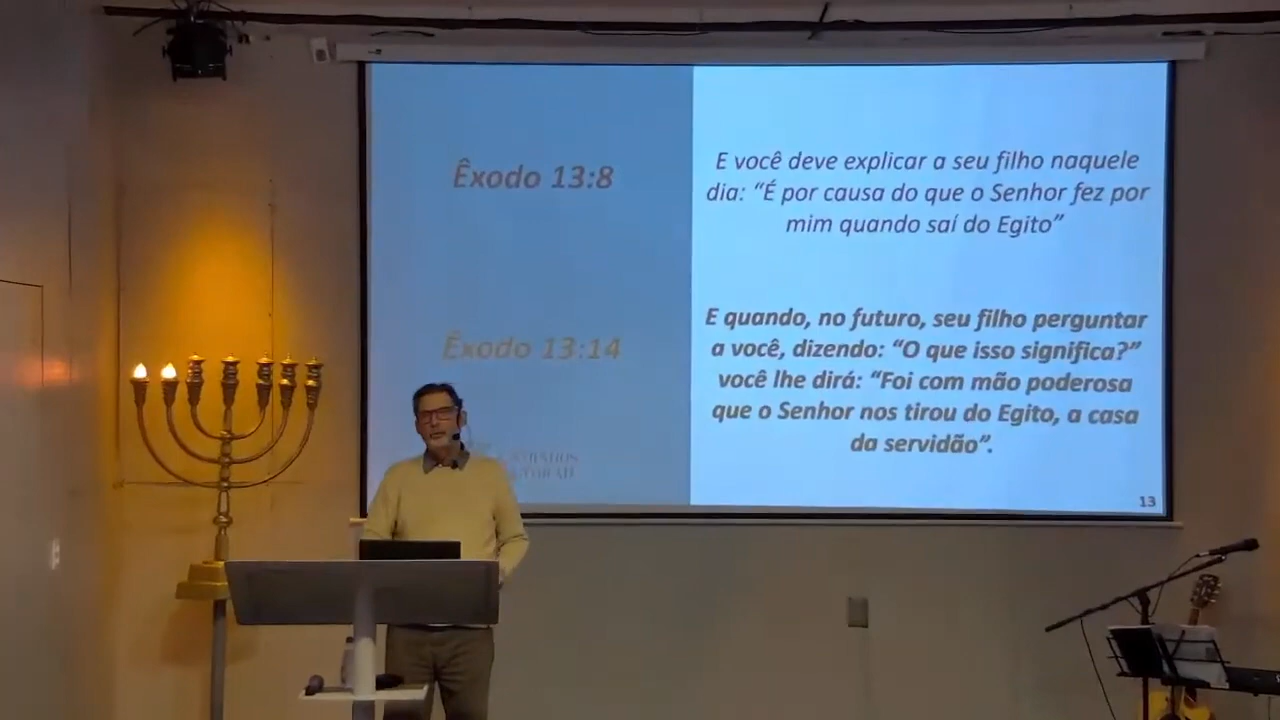 Êxodo 13:8
E você deve explicar a seu filho naquele
dia: “É por causa do que o Senhor fez por
mim quando saí do Egito”
Êxodo 13:14
E quando, no futuro, seu filho perguntar
a você, dizendo: “O que isso significa?”
você lhe dirá: “Foi com mão poderosa
que o Senhor nos tirou do Egito, a casa
da servidão”.
13